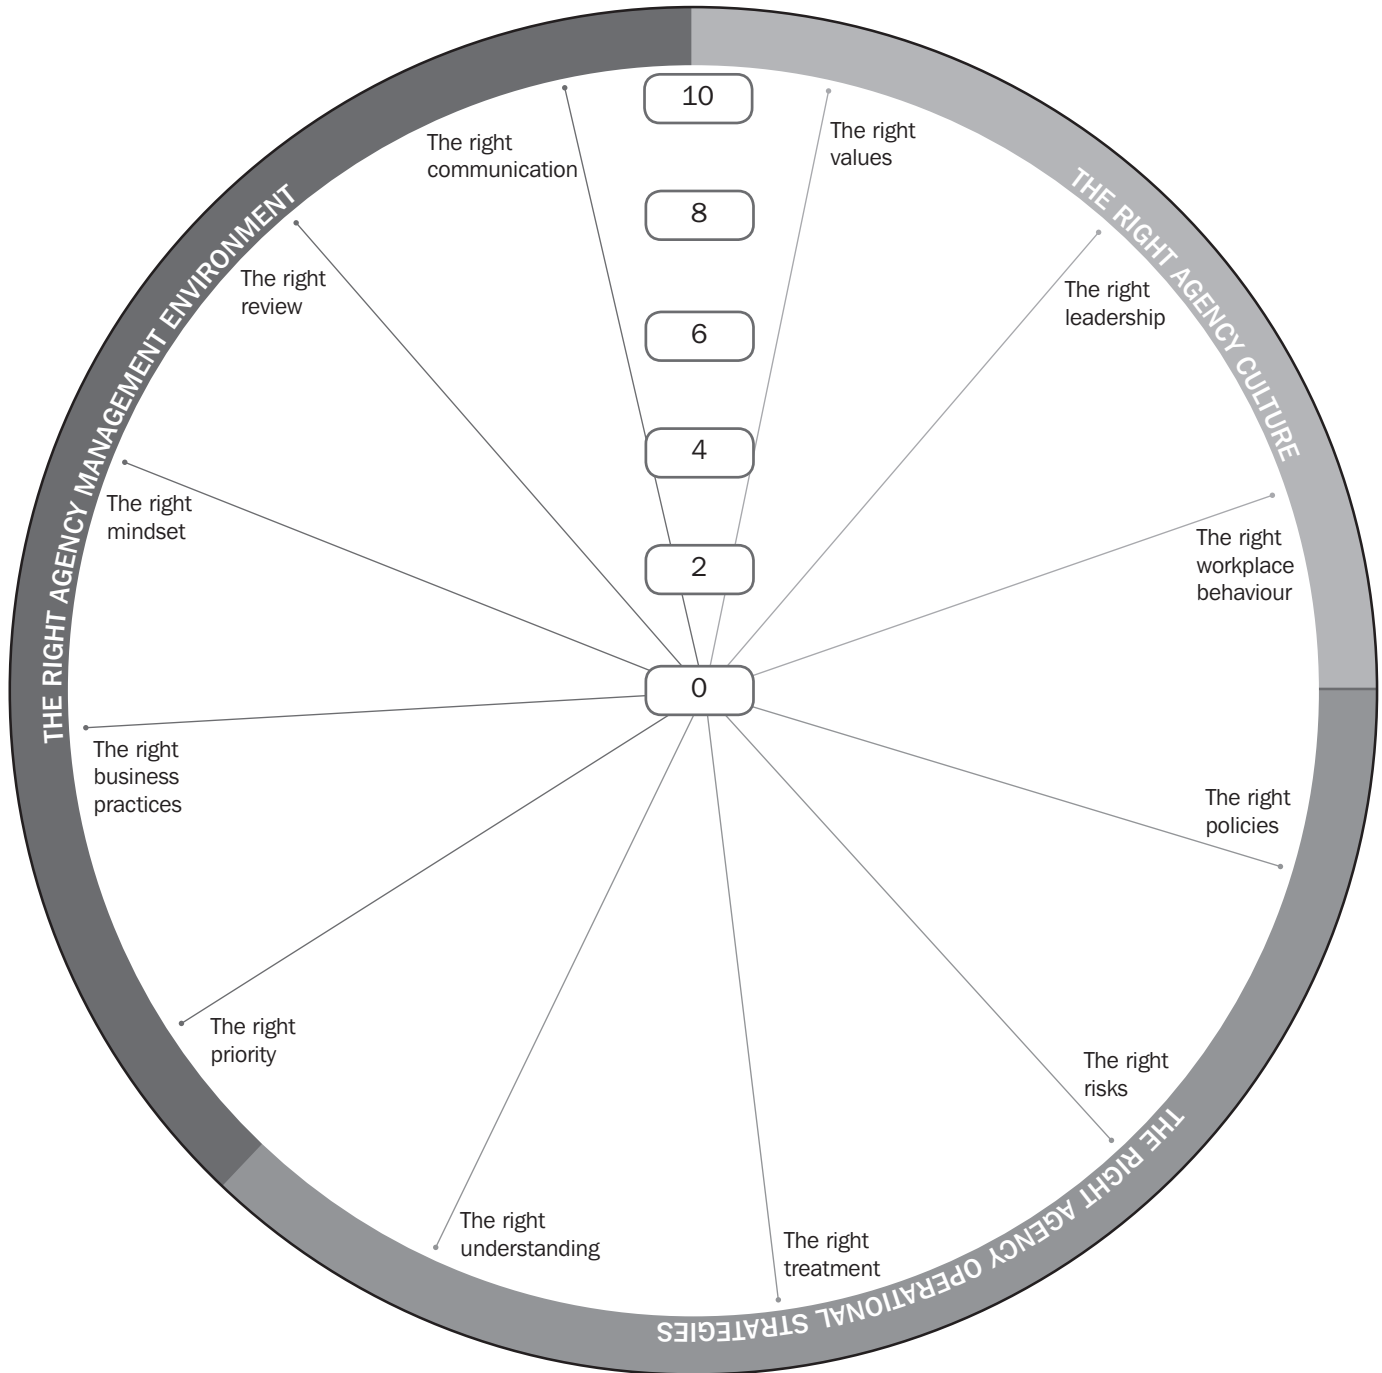 THE RIGHT AGENCY MANAGEMENT ENVIRONMENT
THE RIGHT AGENCY CULTURE
THE RIGHT AGENCY OPERATIONAL STRATEGIES
10
8
6
4
2
0
The right
values
The right
leadership
The right
workplace
behaviour
The right
policies
The right
risks
The right
treatment
The right
understanding
The right
priority
The right
business
practices
The right
mindset
The right
review
The right
communication